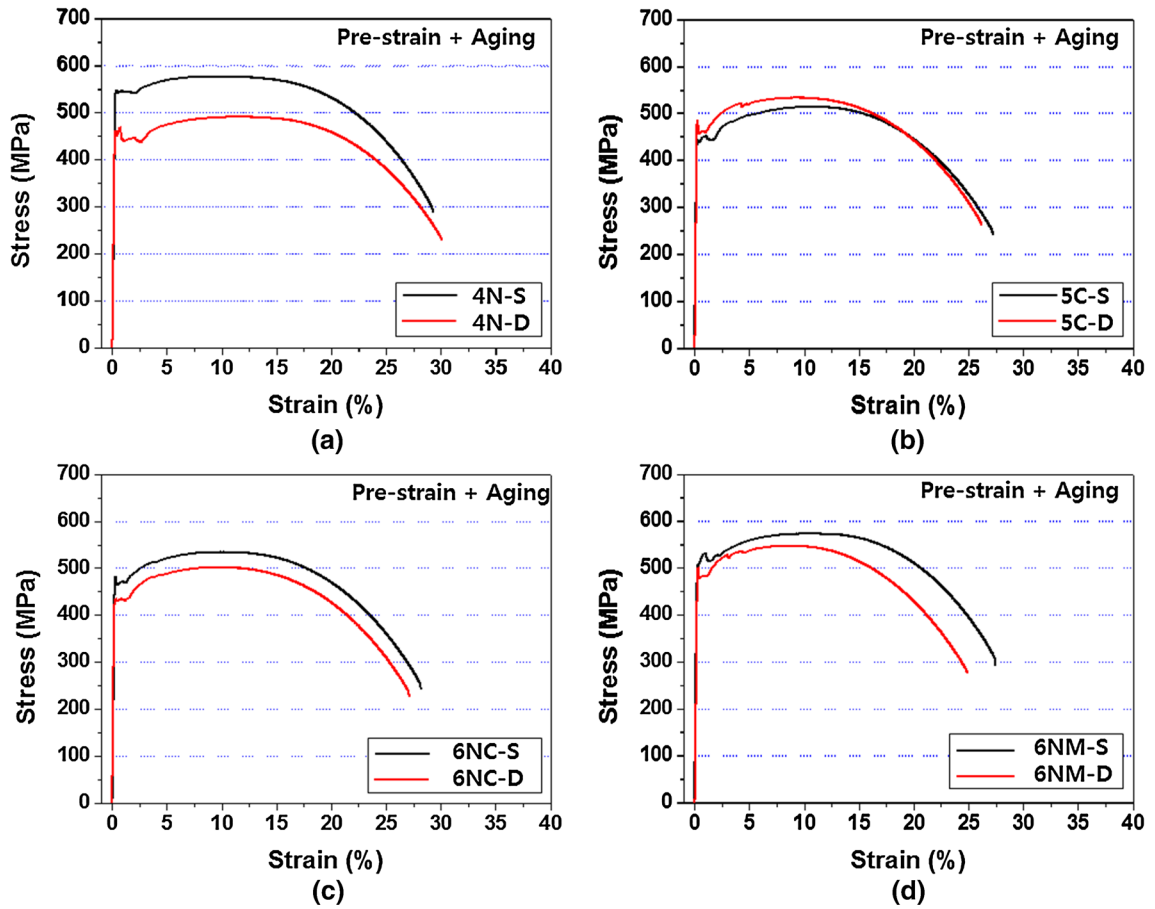 Pre-strain + Aging
700
600
500
400
300
200
100
0
Stress (MPa)
4N-S
4N-D
0 5 10 15 20 25 30 35 40
Strain (%)
(a)
Pre-strain + Aging
700
600
500
400
300
200
100
0
Stress (MPa)
5C-S
5C-D
0 5 10 15 20 25 30 35 40
Strain (%)
(b)
Pre-strain + Aging
700
600
500
400
300
200
100
0
Stress (MPa)
6NC-S
6NC-D
0 5 10 15 20 25 30 35 40
Strain (%)
(c)
Pre-strain + Aging
700
600
500
400
300
200
100
0
Stress (MPa)
6NM-S
6NM-D
0 5 10 15 20 25 30 35 40
Strain (%)
(d)